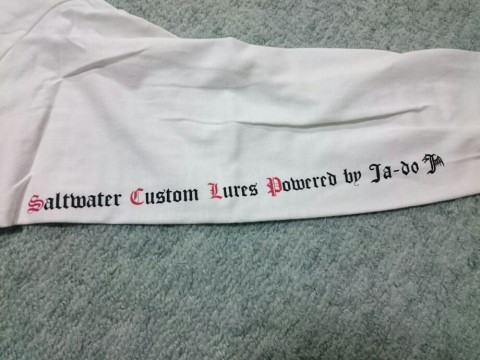 Saltwater Custom Lures Powered by Ja-do